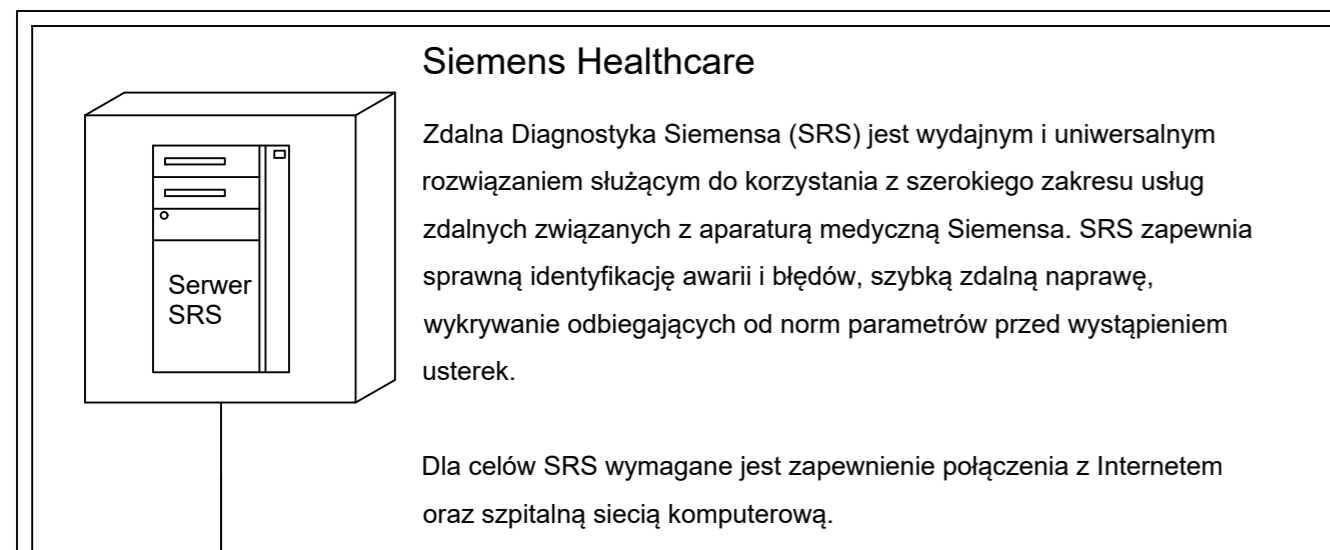 Siemens Healthcare
Zdalna Diagnostyka Siemensa (SRS) jest wydajnym i uniwersalnym
rozwiązaniem służącym do korzystania z szerokiego zakresu usług
zdalnych związanych z aparaturą medyczną Siemensa. SRS zapewnia
sprawną identyfikację awarii i błędów, szybką zdalną naprawę,
wykrywanie odbiegających od norm parametrów przed wystąpieniem
usterek.
Dla celów SRS wymagane jest zapewnienie połączenia z Internetem
oraz szpitalną siecią komputerową.
Serwer
SRS